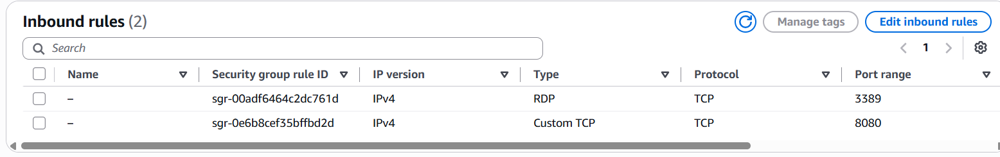 Inbound rules (2)
Manage tags
Edit inbound rules
Search
1
Name Security group rule ID IP version Type Protocol Port range
– sgr-00adf6464c2dc761d IPv4 RDP TCP 3389
– sgr-0e6b8cef35bffbd2d IPv4 Custom TCP TCP 8080